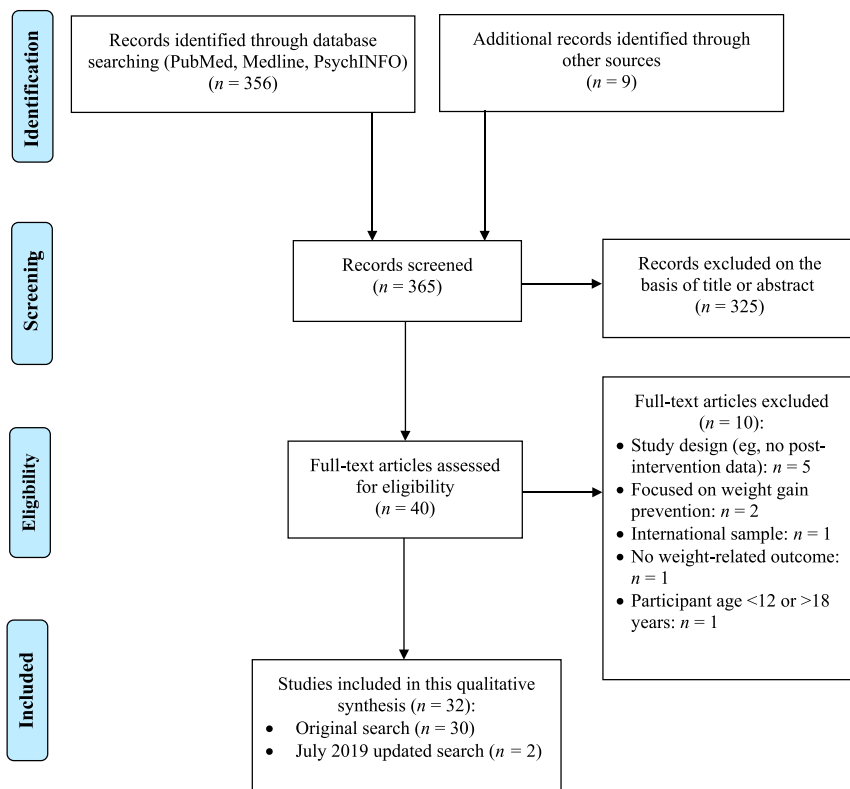 Identification
Records identified through database
searching (PubMed, Medline, PsychINFO)
(n = 356)
Additional records identified through
other sources
(n = 9)
Screening
Records screened
(n = 365)
Records excluded on the
basis of title or abstract
(n = 325)
Eligibility
Full-text articles assessed
for eligibility
(n = 40)
Full-text articles excluded
(n = 10):
• Study design (eg, no post-
intervention data): n = 5
• Focused on weight gain
prevention: n = 2
• International sample: n = 1
• No weight-related outcome:
n = 1
• Participant age <12 or >18
years: n = 1
Included
Studies included in this qualitative
synthesis (n = 32):
• Original search (n = 30)
• July 2019 updated search (n = 2)